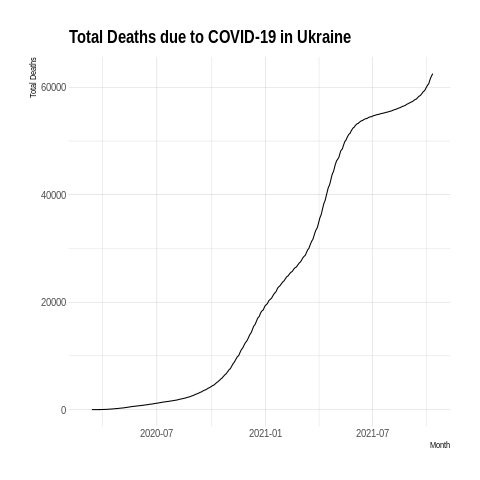 Total Deaths due to COVID-19 in Ukraine
Total Deaths
60000
40000
20000
0
2020-07 2021-01 2021-07
Month